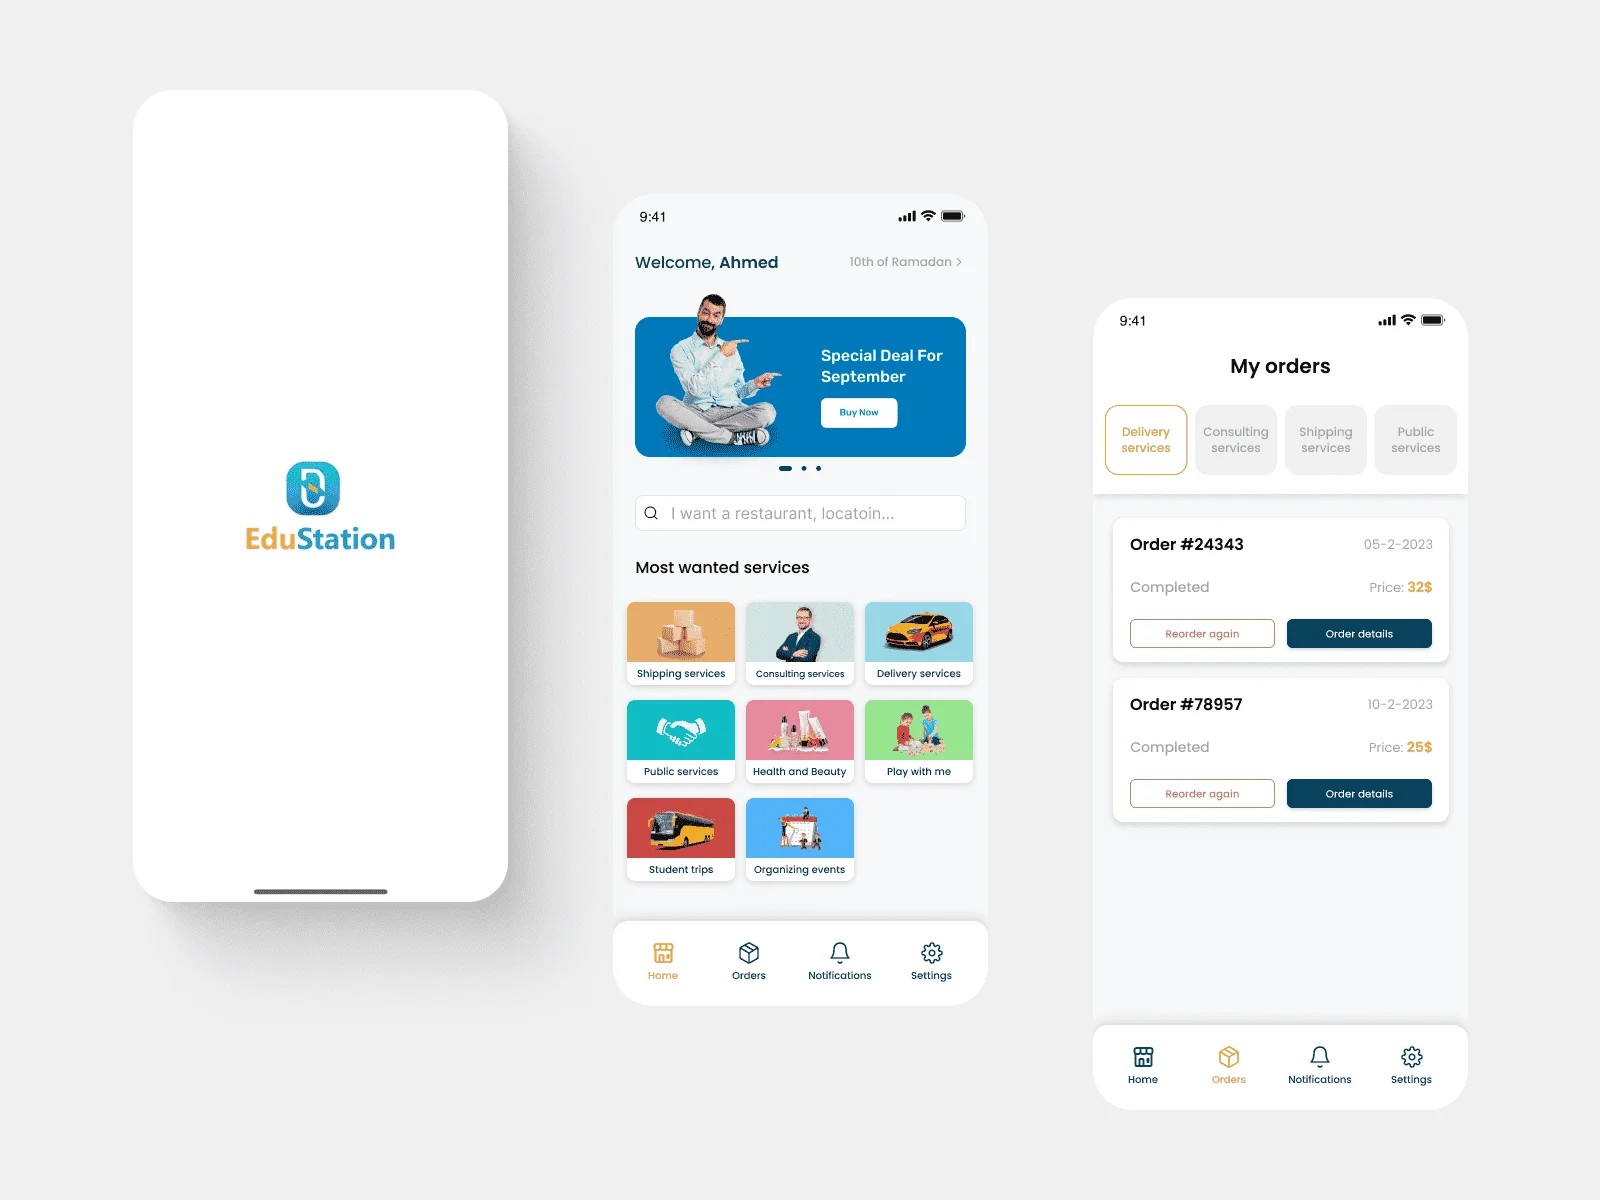 EduStation
9:41
Welcome, Ahmed
10th of Ramadan >
Special Deal For
September
Buy Now
I want a restaurant, locatoin...
Most wanted services
Shipping services
Consulting services
Delivery services
Public services
Health and Beauty
Play with me
Student trips
Organizing events
Home
Orders
Notifications
Settings
9:41
My orders
Delivery
services
Consulting
services
Shipping
services
Public
services
Order #24343
05-2-2023
Completed
Price: 32$
Reorder again
Order details
Order #78957
10-2-2023
Completed
Price: 25$
Reorder again
Order details
Home
Orders
Notifications
Settings